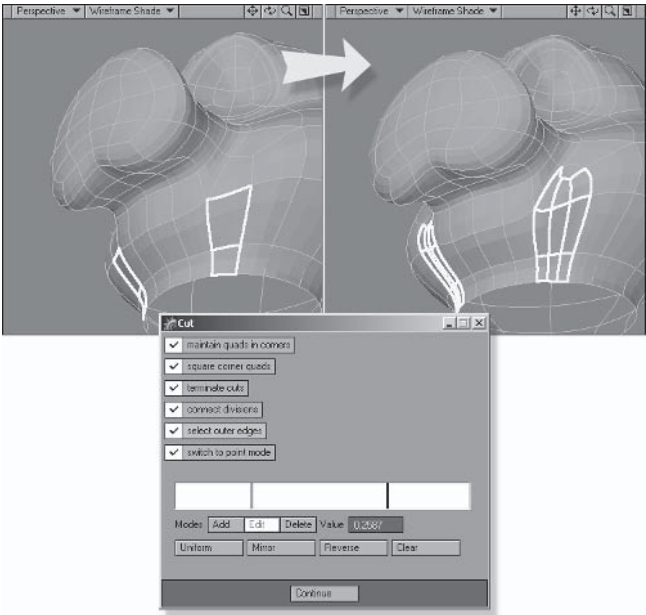 Perspective Wireframe Shade
Perspective Wireframe Shade
Cut
maintain quads in corners
square corner quads
terminate cuts
connect divisions
select outer edges
switch to point mode
Modes Add Edit Delete Value 0.2587
Uniform Mirror Reverse Clear
Continue